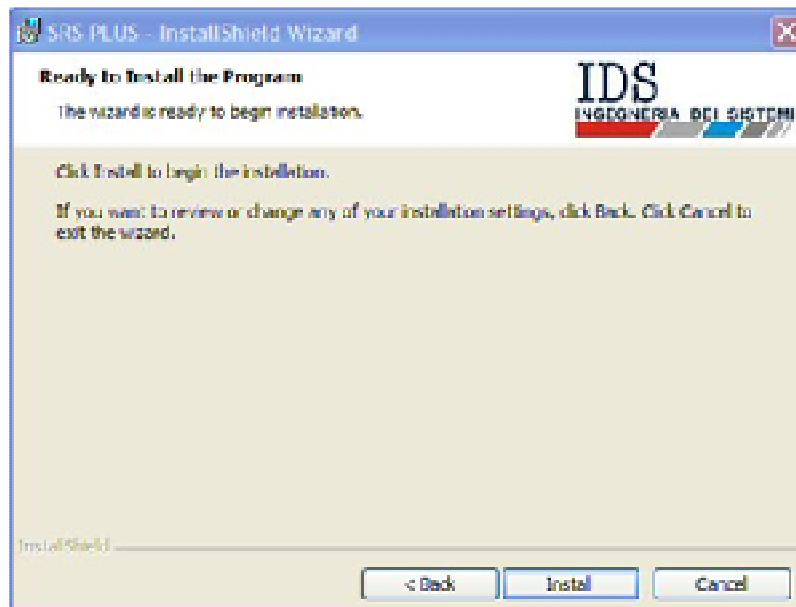 SRS PLUS - InstallShield Wizard
Ready to Install the Program
The wizard is ready to begin installation.
IDS
INGEGNERIA DEI SISTEMI
Click Install to begin the installation.
If you want to review or change any of your installation settings, click Back. Click Cancel to
exit the wizard.
InstallShield
< Back
Install
Cancel